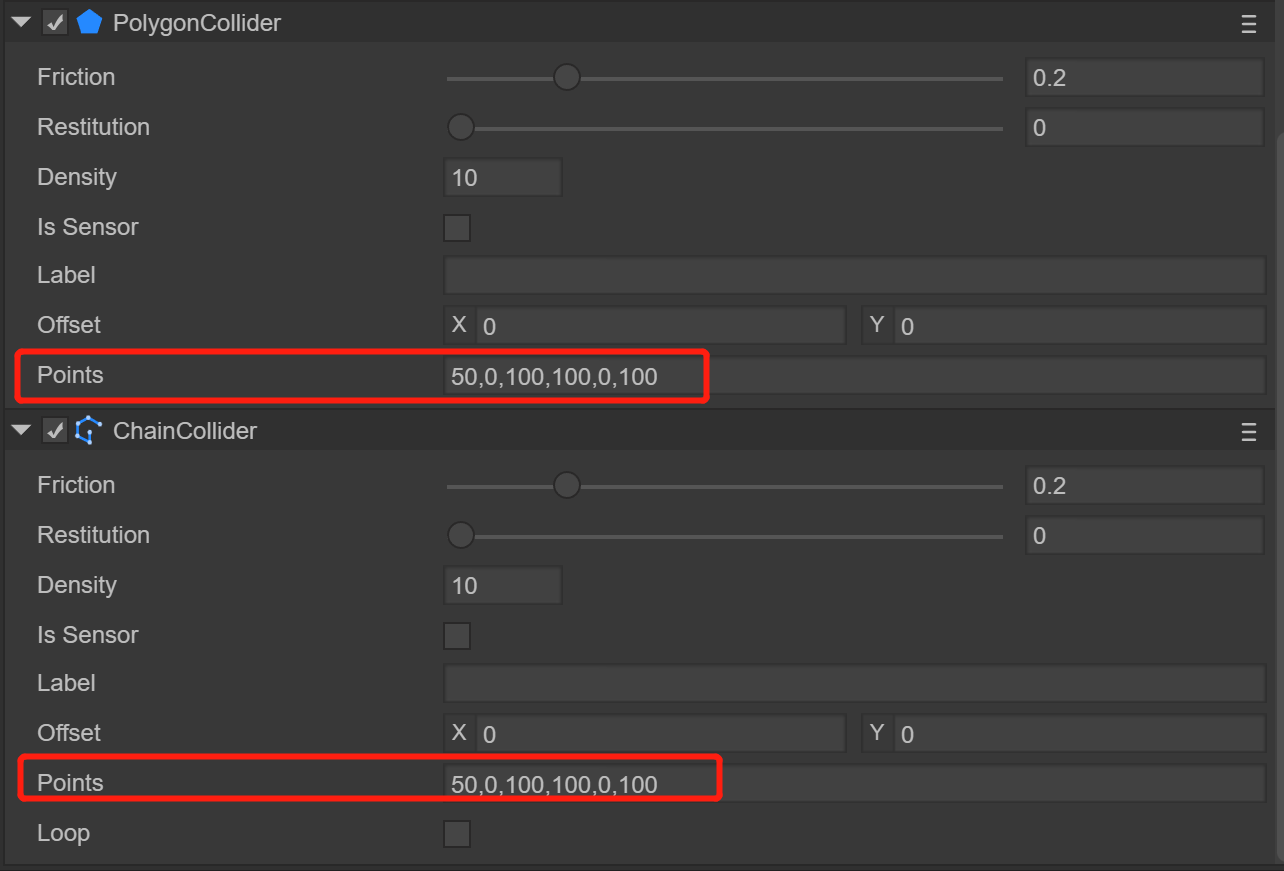 PolygonCollider
Friction 0.2
Restitution 0
Density 10
Is Sensor
Label
Offset X 0 Y 0
Points 50,0,100,100,0,100
ChainCollider
Friction 0.2
Restitution 0
Density 10
Is Sensor
Label
Offset X 0 Y 0
Points 50,0,100,100,0,100
Loop